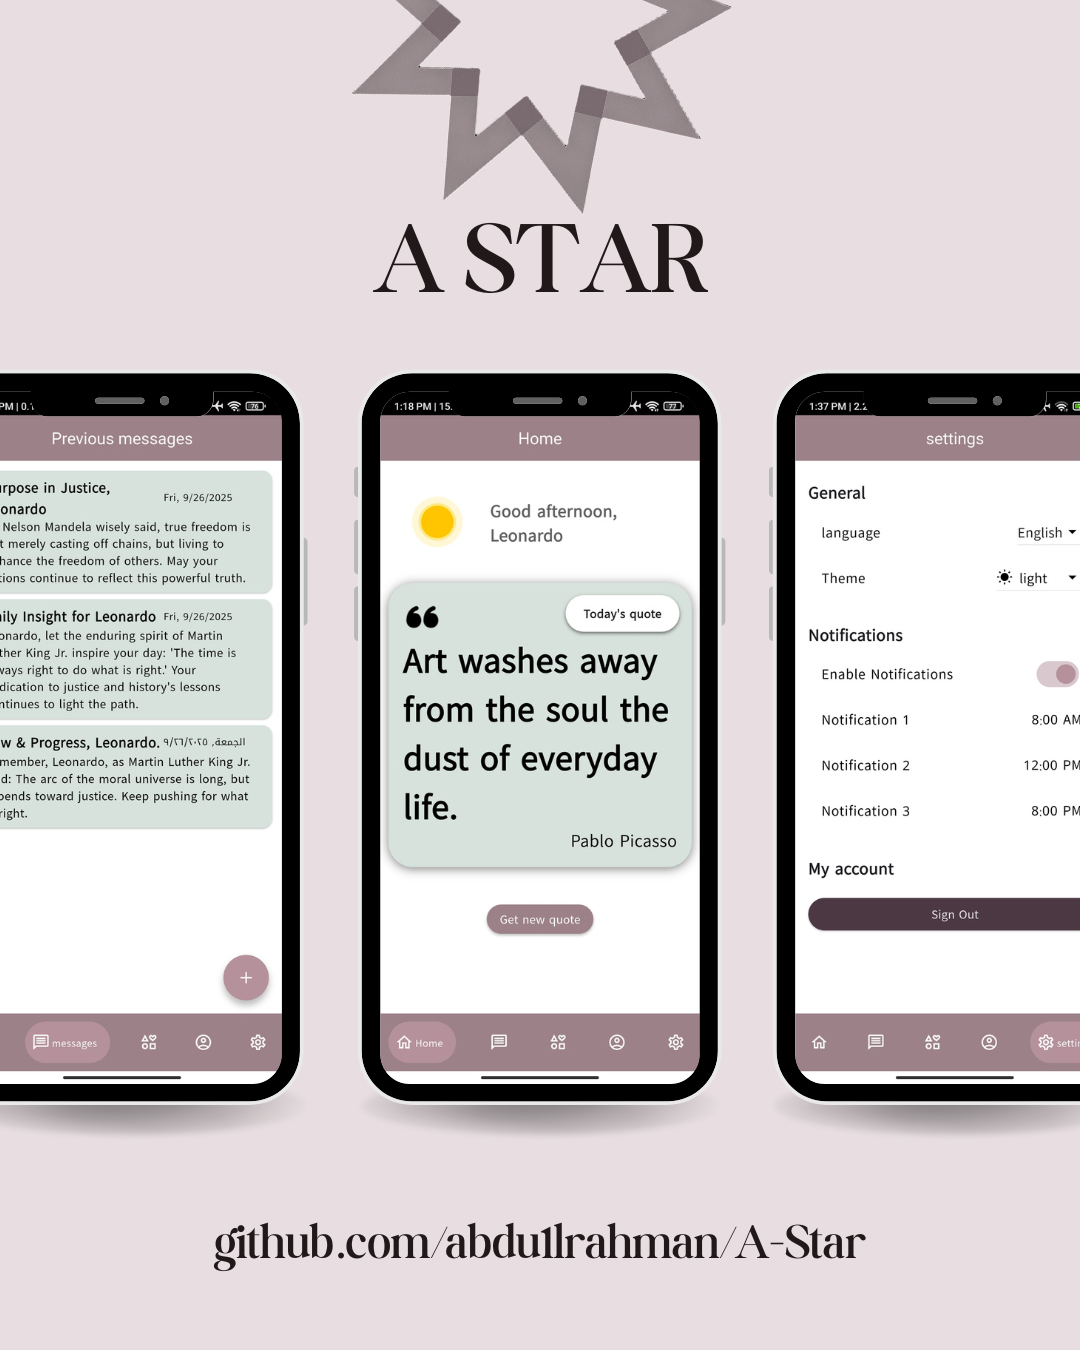 A STAR
PM | 0.
76
Previous messages
urpose in Justice,
onardo
Fri, 9/26/2025
Nelson Mandela wisely said, true freedom is
t merely casting off chains, but living to
hance the freedom of others. May your
tions continue to reflect this powerful truth.
ily Insight for Leonardo
Fri, 9/26/2025
onardo, let the enduring spirit of Martin
ther King Jr. inspire your day: 'The time is
ways right to do what is right.' Your
dication to justice and history's lessons
ntinues to light the path.
w & Progress, Leonardo.
الجمعة, ٩/٢٦/٢٠٢٥
member, Leonardo, as Martin Luther King Jr.
d: The arc of the moral universe is long, but
ends toward justice. Keep pushing for what
right.
+
messages
1:18 PM | 15.
77
Home
Good afternoon,
Leonardo
Today's quote
Art washes away
from the soul the
dust of everyday
life.
Pablo Picasso
Get new quote
Home
1:37 PM | 2.2
settings
General
language
English
Theme
light
Notifications
Enable Notifications
Notification 1
8:00 AM
Notification 2
12:00 PM
Notification 3
8:00 PM
My account
Sign Out
settin
github.com/abdu1lrahman/A-Star